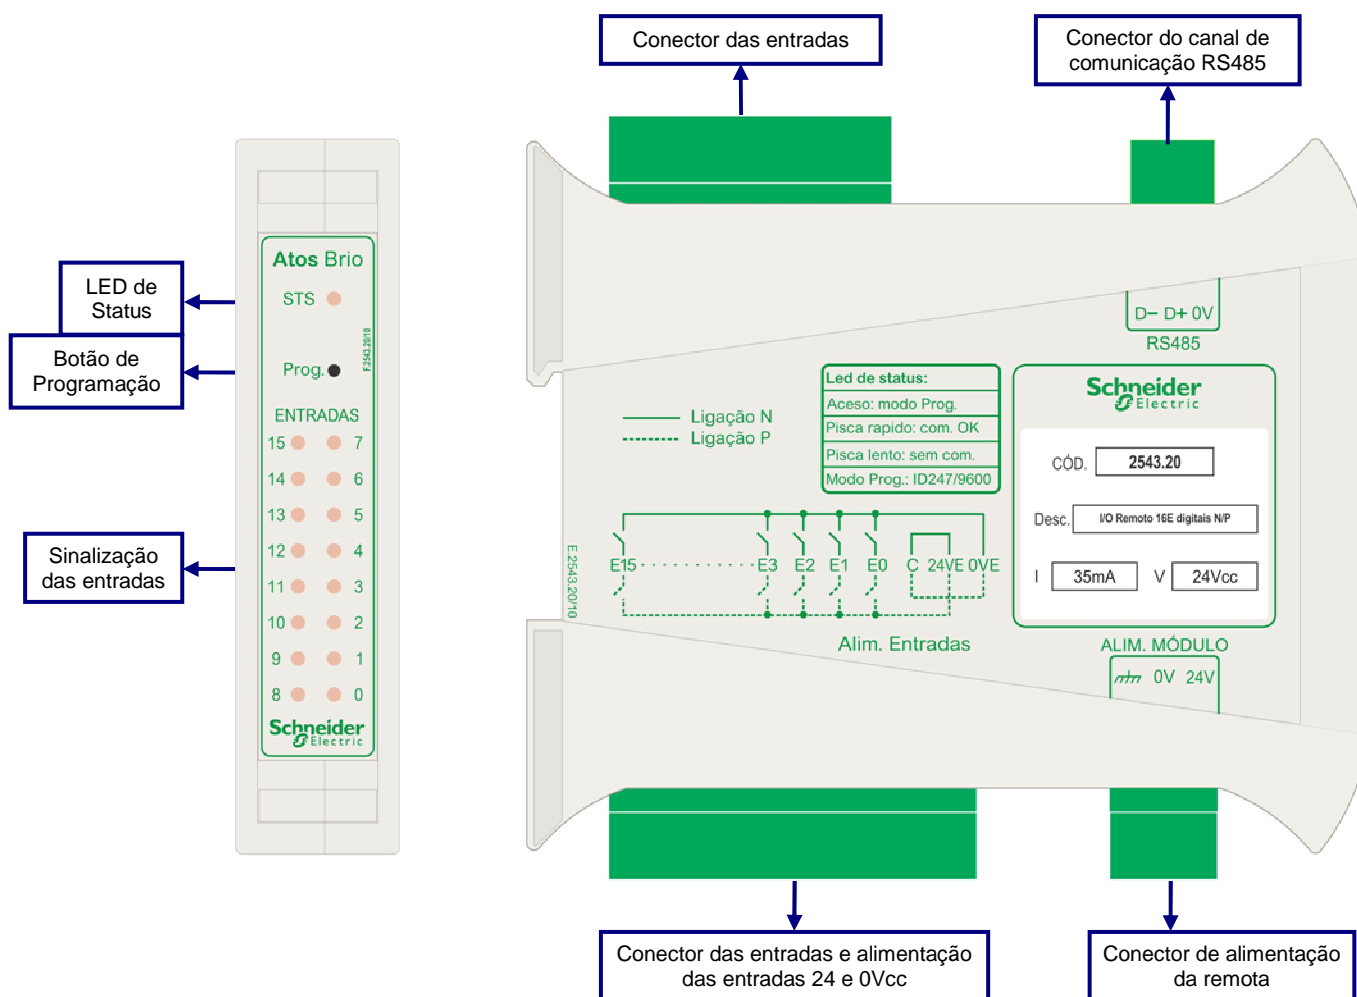 Conector das entradas
Conector do canal de
comunicação RS485
Atos Brio
STS
F.2543.20/10
Prog.
ENTRADAS
15 7
14 6
13 5
12 4
11 3
10 2
9 1
8 0
Schneider
Electric
LED de
Status
Botão de
Programação
Sinalização
das entradas
D− D+ 0V
RS485
Ligação N
Ligação P
Led de status:
Aceso: modo Prog.
Pisca rapido: com. OK
Pisca lento: sem com.
Modo Prog.: ID247/9600
Schneider
Electric
CÓD. 2543.20
Desc. I/O Remoto 16E digitais N/P
I 35mA V 24Vcc
E.2543.20/10
E15 E3 E2 E1 E0 C 24VE 0VE
Alim. Entradas
ALIM. MÓDULO
0V 24V
Conector das entradas e alimentação
das entradas 24 e 0Vcc
Conector de alimentação
da remota